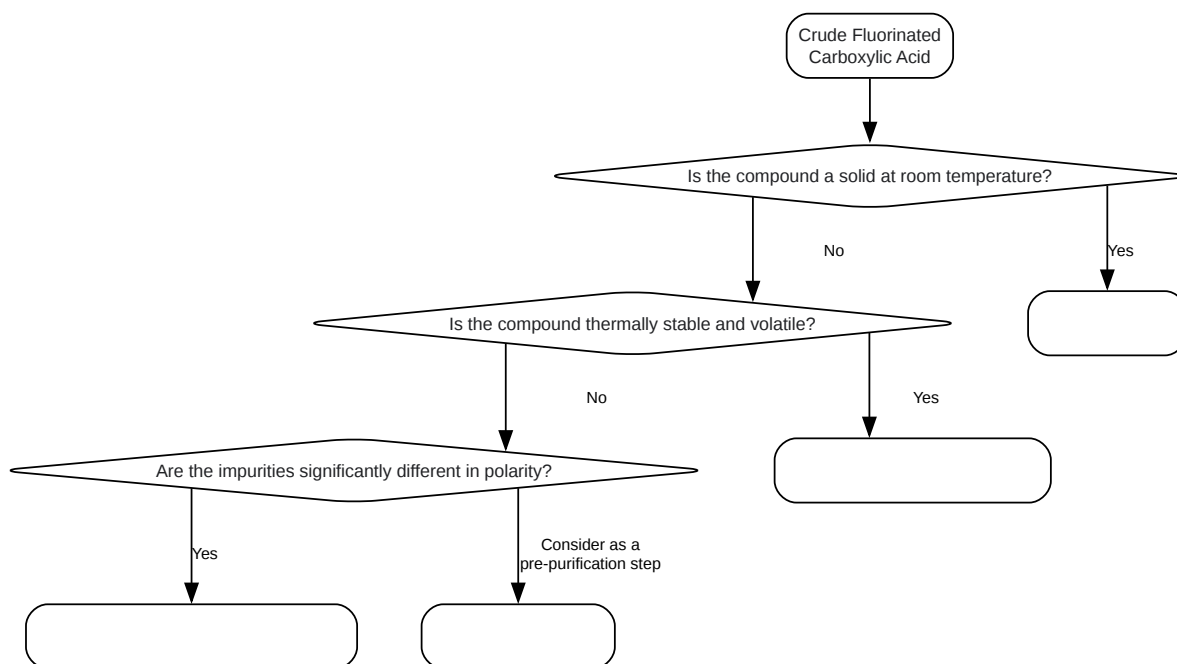 Crude Fluorinated
Carboxylic Acid
Is the compound a solid at room temperature?
No
Yes
Is the compound thermally stable and volatile?
No
Yes
Are the impurities significantly different in polarity?
Yes
Consider as a
pre-purification step